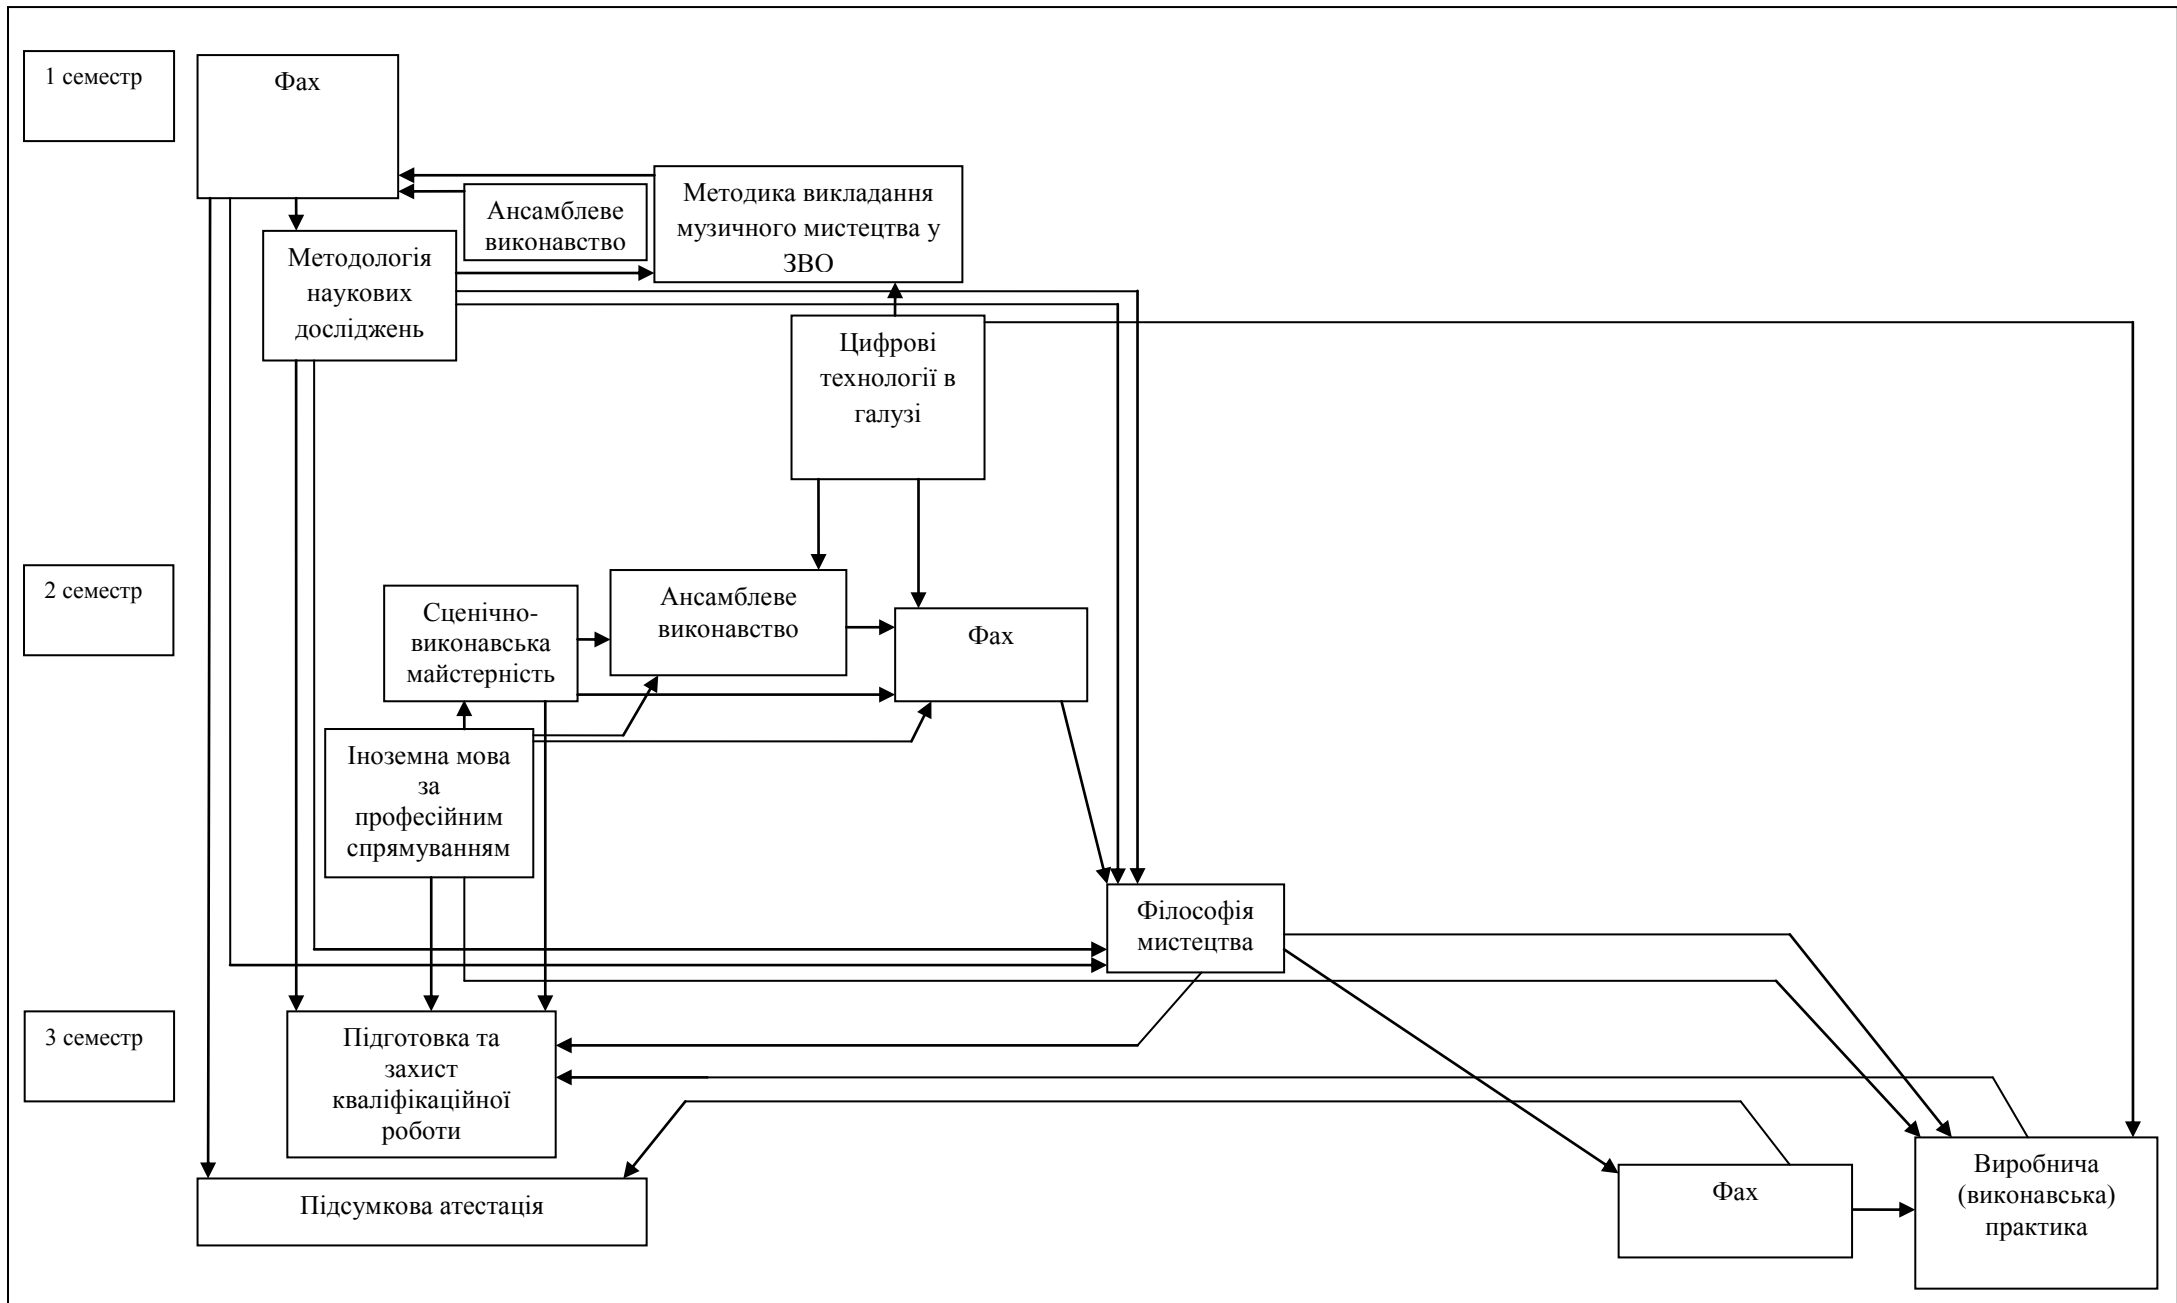 1 семестр
Фах
Ансамблеве
виконавство
Методика викладання
музичного мистецтва у
ЗВО
Методологія
наукових
досліджень
Цифрові
технології в
галузі
2 семестр
Сценічно-
виконавська
майстерність
Ансамблеве
виконавство
Фах
Іноземна мова
за
професійним
спрямуванням
Філософія
мистецтва
3 семестр
Підготовка та
захист
кваліфікаційної
роботи
Підсумкова атестація
Фах
Виробнича
(виконавська)
практика